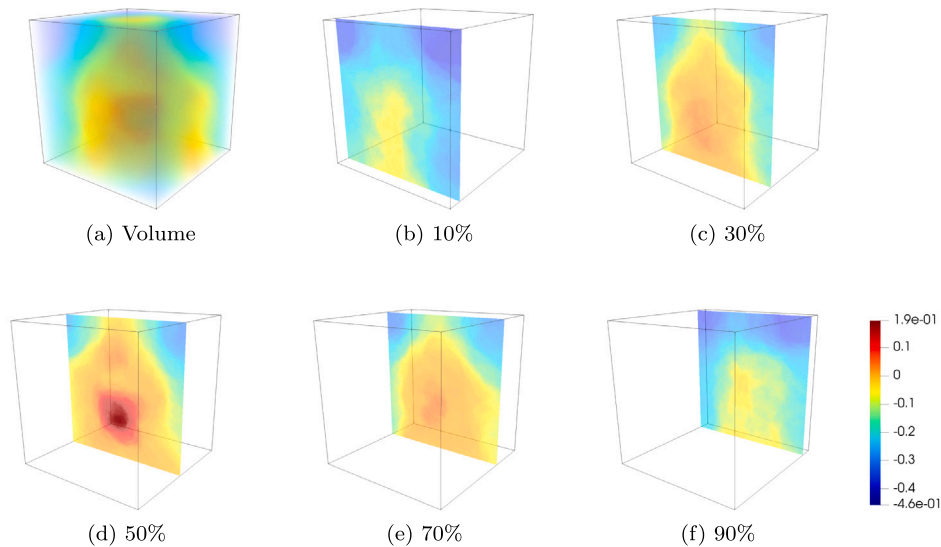 (a) Volume
(b) 10%
(c) 30%
1.9e-01
0.1
0
-0.1
-0.2
-0.3
-0.4
-4.6e-01
(d) 50%
(e) 70%
(f) 90%